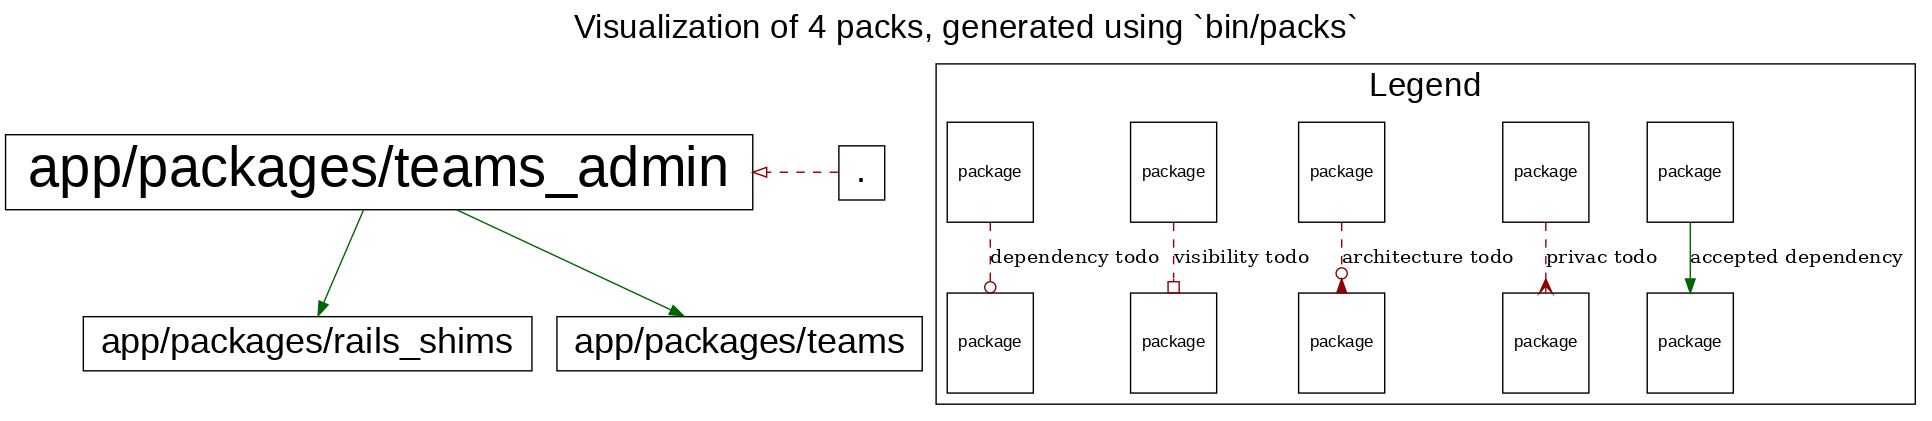 Visualization of 4 packs, generated using `bin/packs`
app/packages/teams_admin
.
app/packages/rails_shims
app/packages/teams
Legend
package
package
package
package
package
dependency todo
visibility todo
architecture todo
privac todo
accepted dependency
package
package
package
package
package